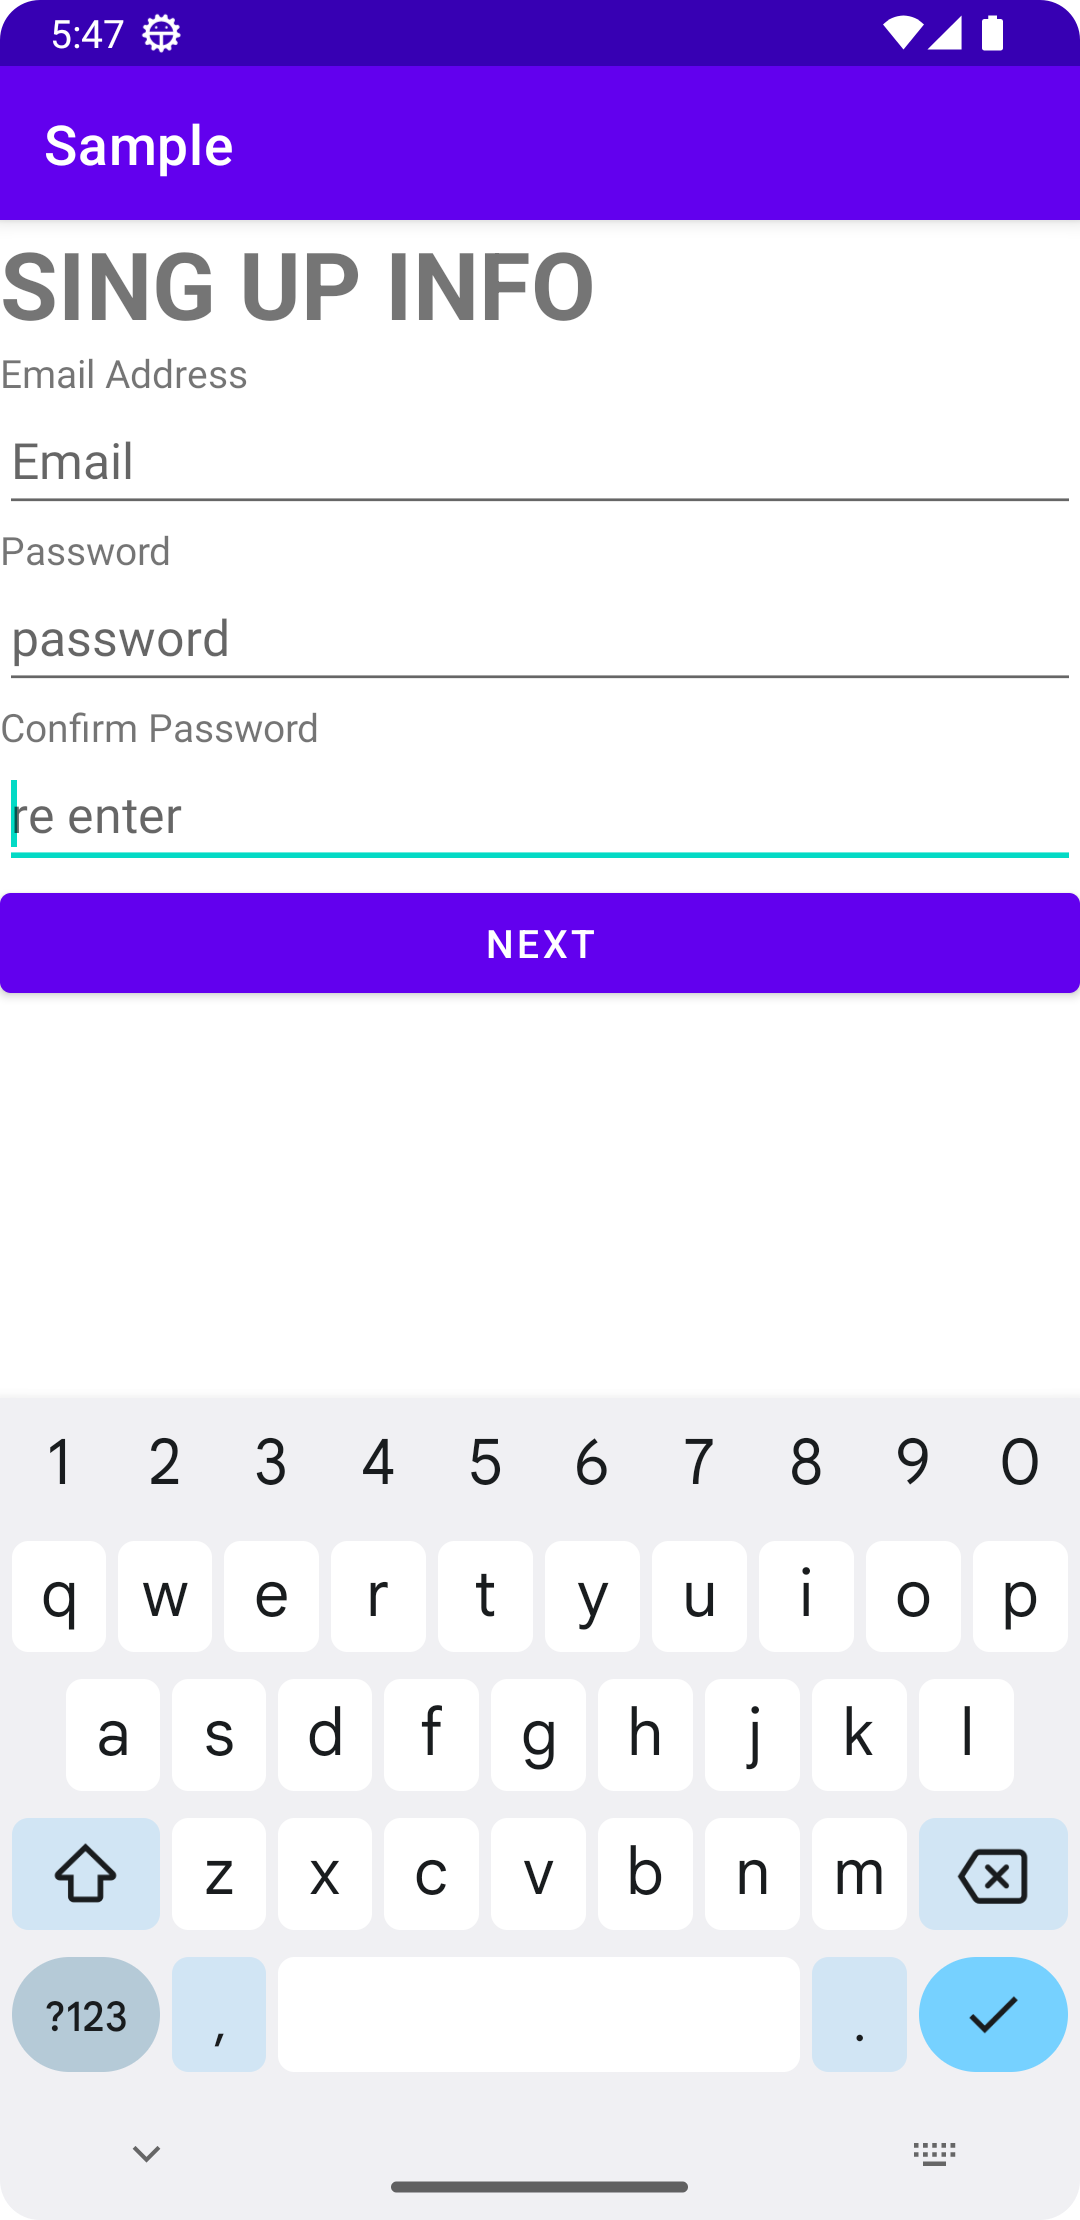 5:47
Sample
SING UP INFO
Email Address
Email
Password
password
Confirm Password
re enter
NEXT
1 2 3 4 5 6 7 8 9 0
q w e r t y u i o p
a s d f g h j k l
z x c v b n m
?123 , .